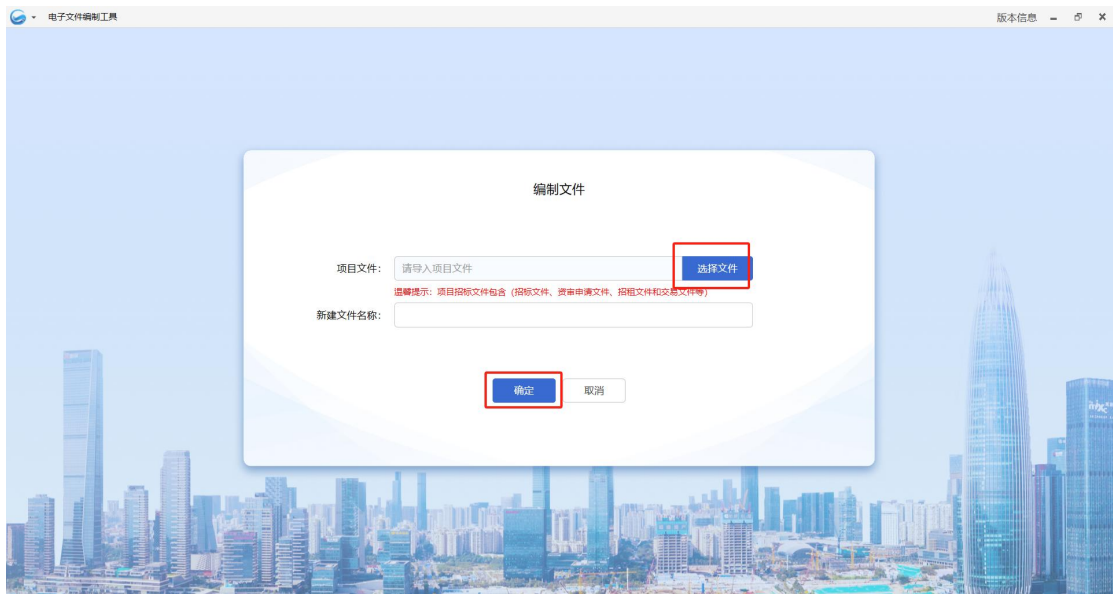 电子文件编制工具 版本信息
编制文件
项目文件： 请导入项目文件 选择文件
温馨提示：项目招标文件包含（招标文件、资审申请文件、招租文件和交易文件等）
新建文件名称：
确定 取消